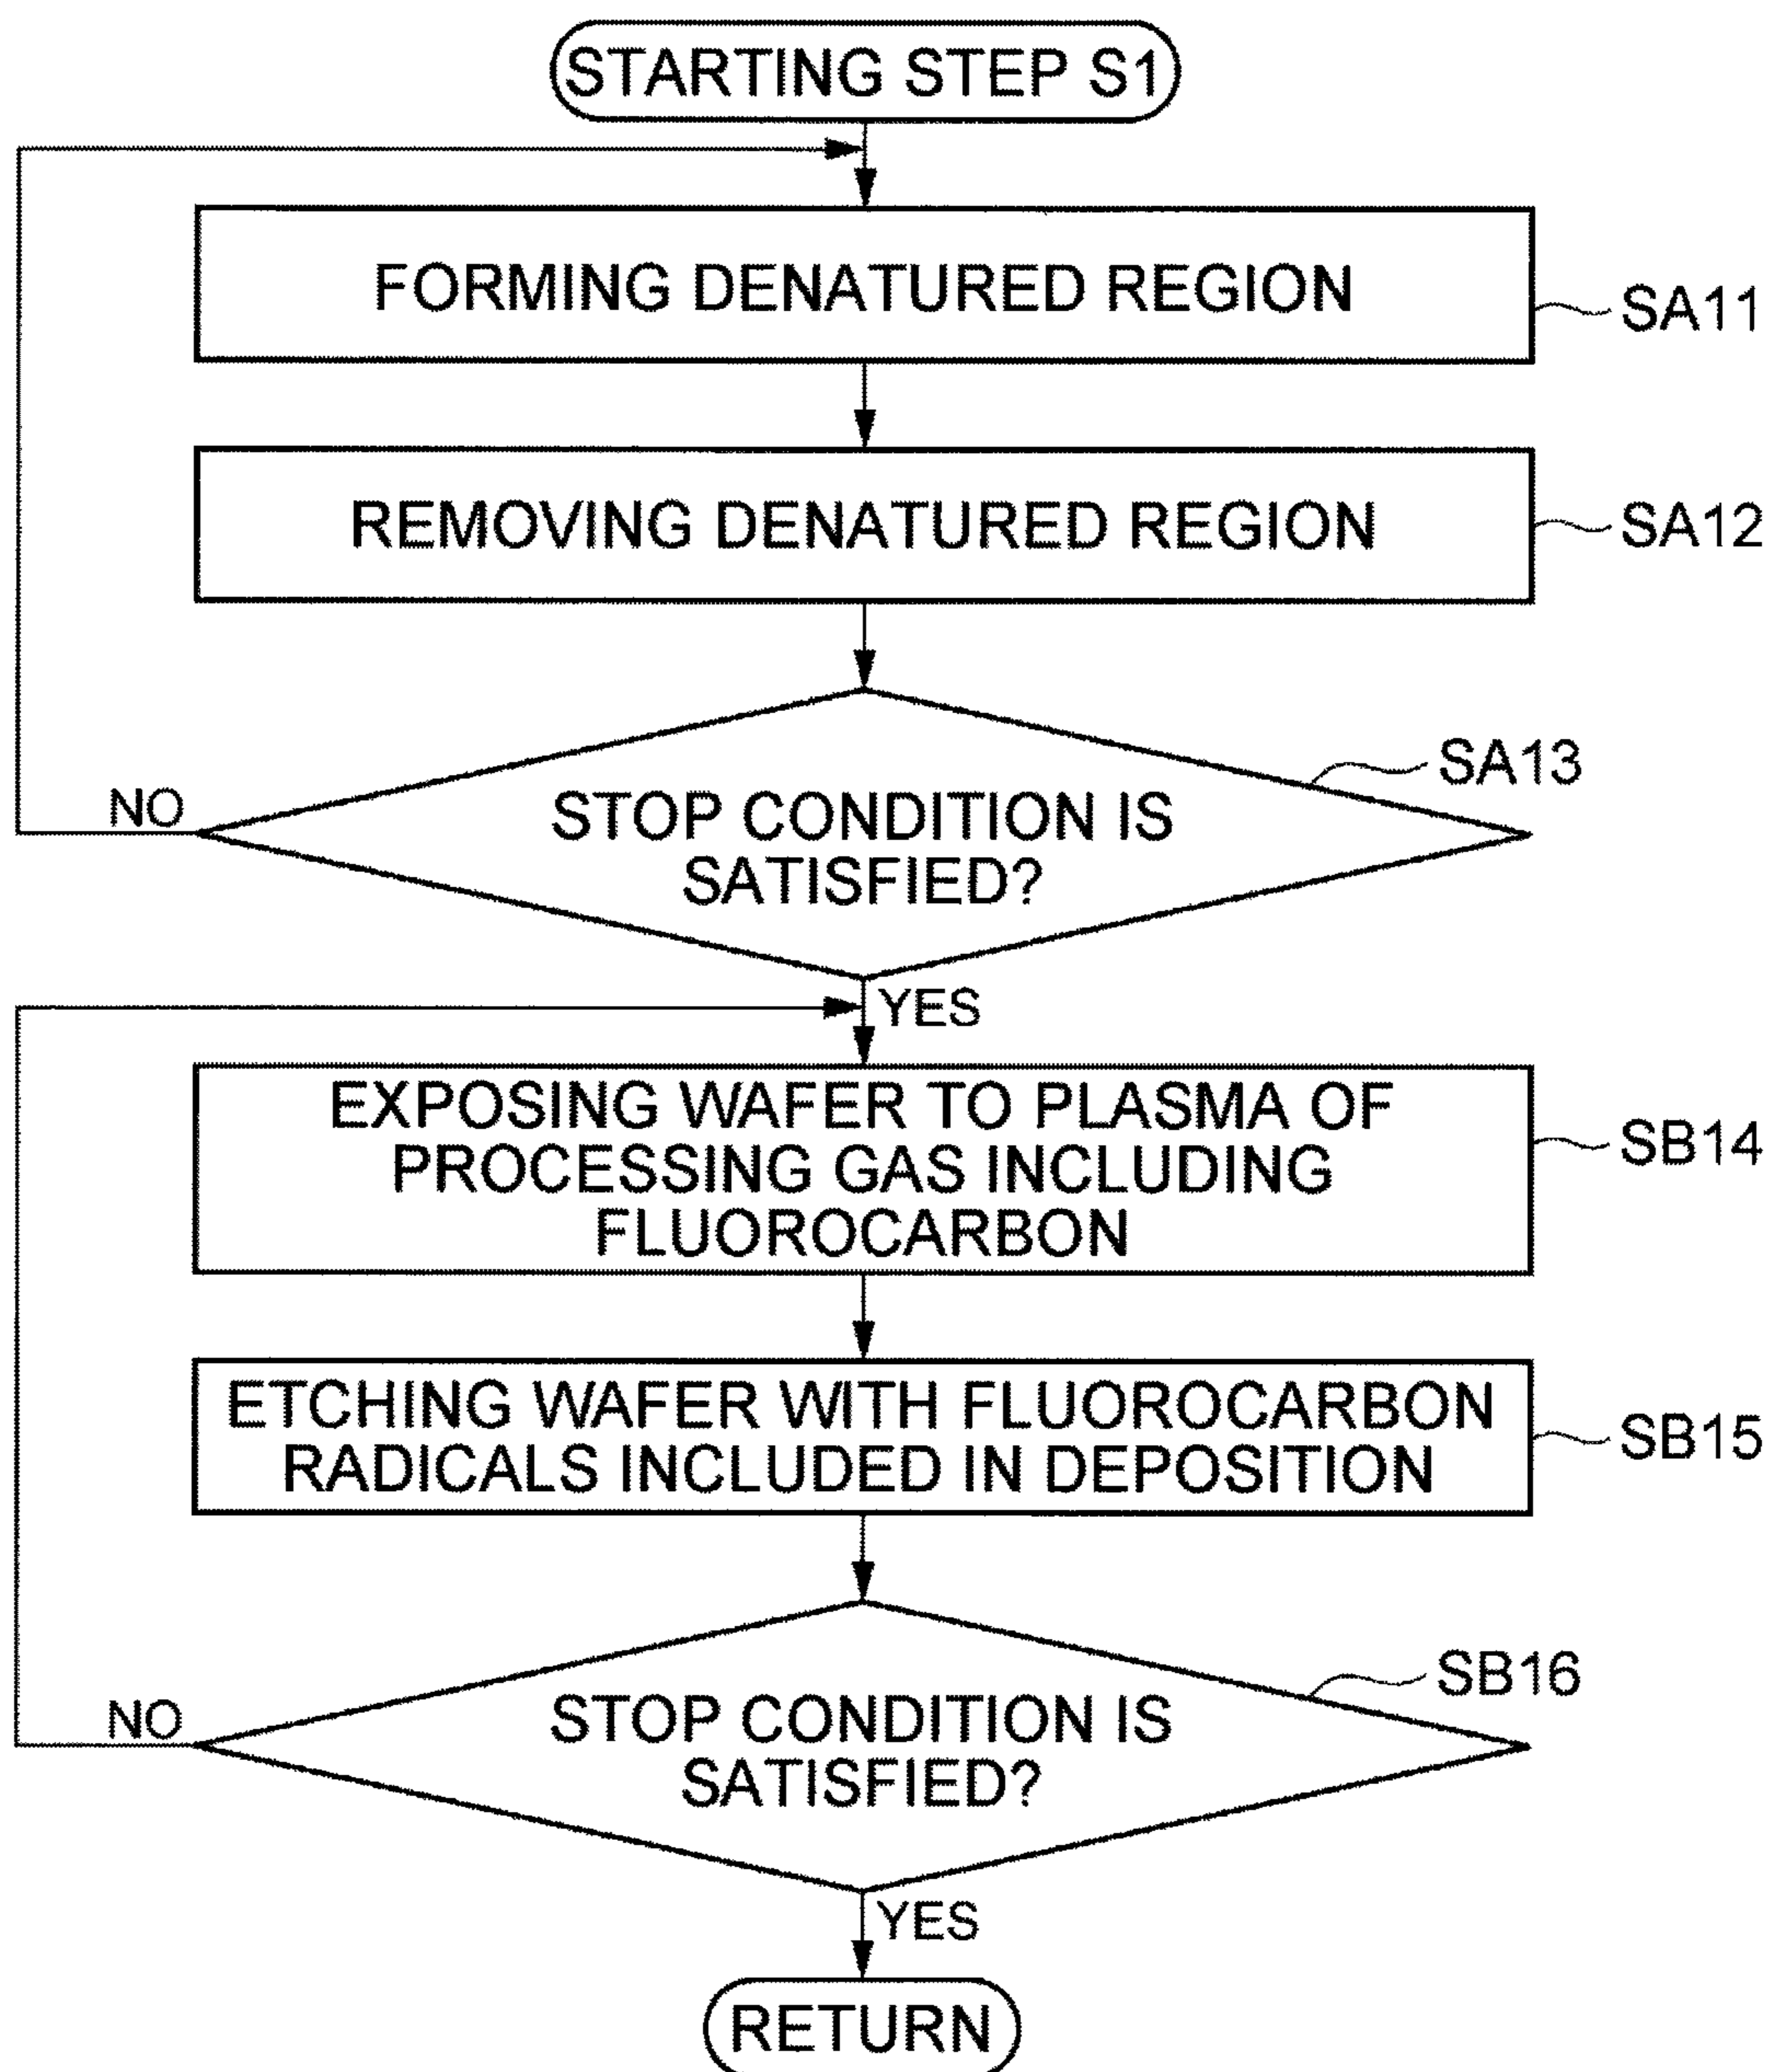 STARTING STEP S1
FORMING DENATURED REGION
SA11
REMOVING DENATURED REGION
SA12
SA13
STOP CONDITION IS
SATISFIED?
NO
YES
EXPOSING WAFER TO PLASMA OF
PROCESSING GAS INCLUDING
FLUOROCARBON
SB14
ETCHING WAFER WITH FLUOROCARBON
RADICALS INCLUDED IN DEPOSITION
SB15
SB16
STOP CONDITION IS
SATISFIED?
NO
YES
RETURN